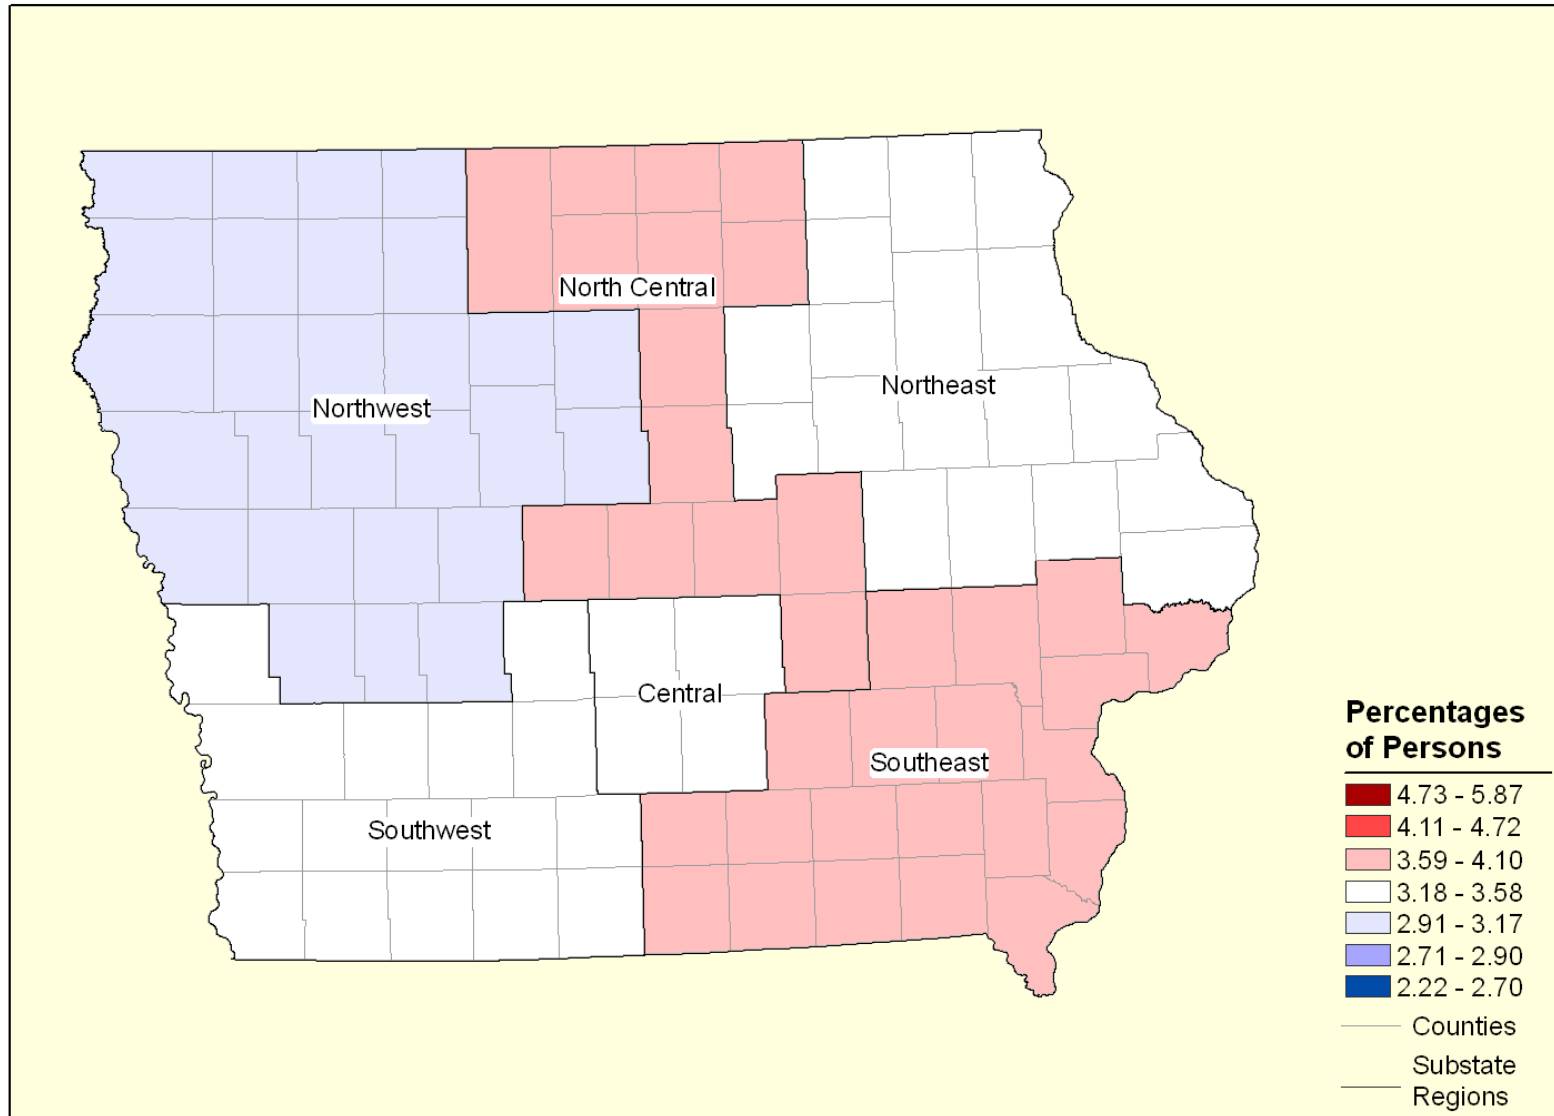 North Central
Northeast
Northwest
Central
Southeast
Southwest
Percentages
of Persons
4.73 - 5.87
4.11 - 4.72
3.59 - 4.10
3.18 - 3.58
2.91 - 3.17
2.71 - 2.90
2.22 - 2.70
Counties
Substate
Regions